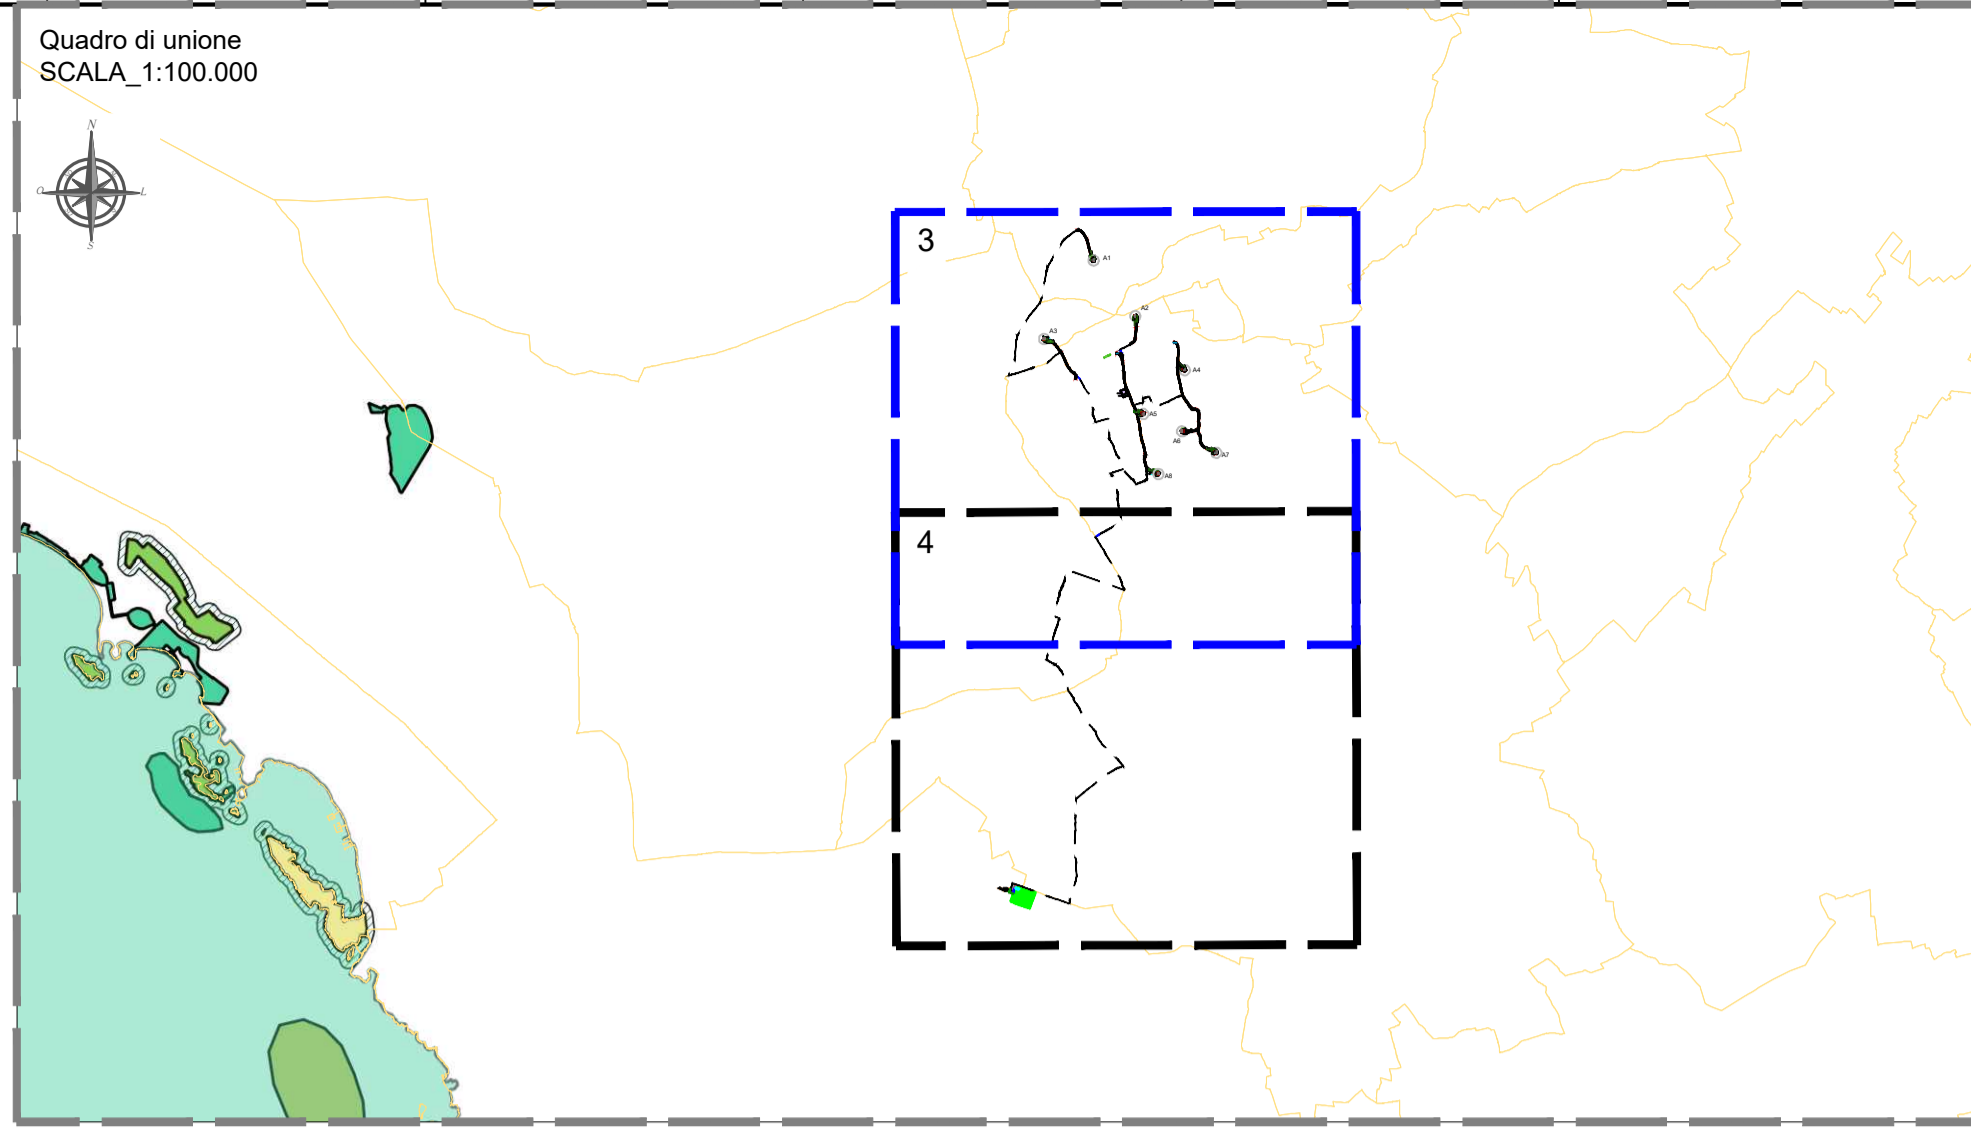 Quadro di unione
SCALA_1:100.000
N
O
L
S
3
A1
A2
A3
A4
A5
A6
A7
A8
4